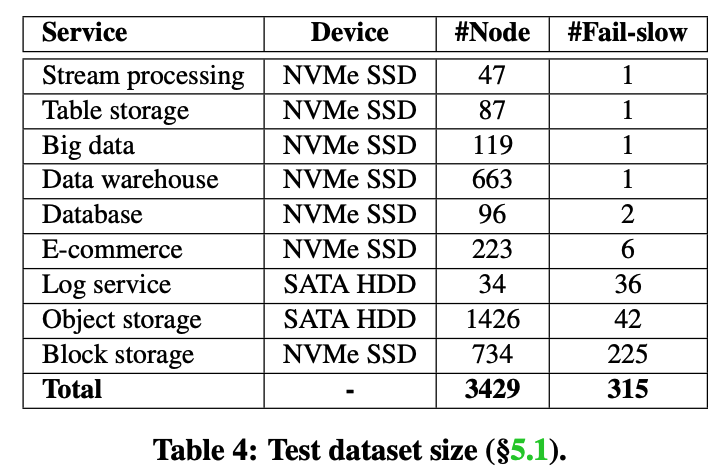 Service Device #Node #Fail-slow
Stream processing NVMe SSD 47 1
Table storage NVMe SSD 87 1
Big data NVMe SSD 119 1
Data warehouse NVMe SSD 663 1
Database NVMe SSD 96 2
E-commerce NVMe SSD 223 6
Log service SATA HDD 34 36
Object storage SATA HDD 1426 42
Block storage NVMe SSD 734 225
Total - 3429 315
Table 4: Test dataset size (§5.1).